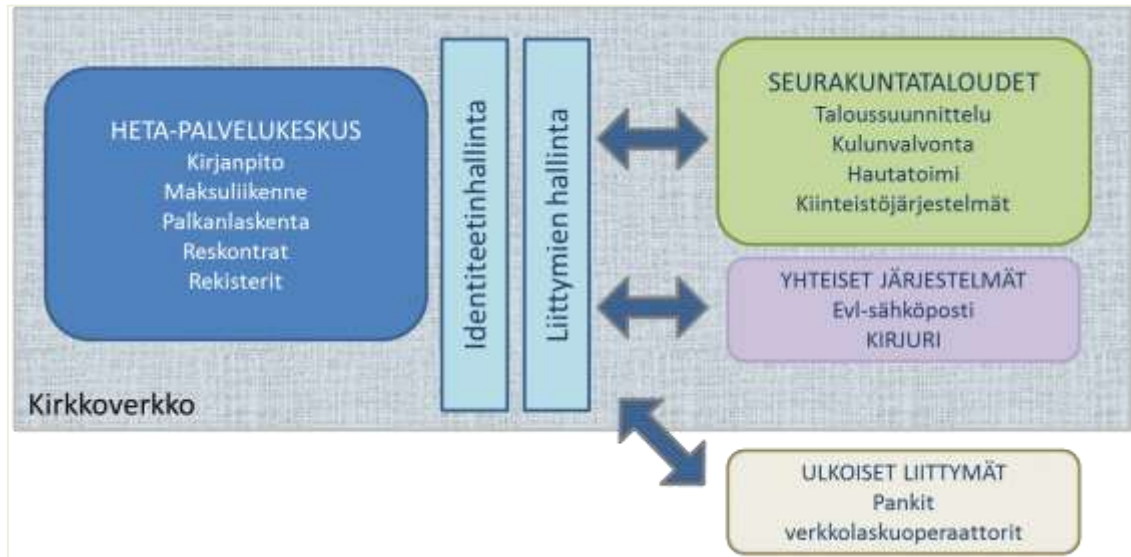 HETA-PALVELUKESKUS
Kirjanpito
Maksuliikenne
Palkanlaskenta
Reskontrat
Rekisterit
Identiteetinhallinta
Liittymien hallinta
SEURAKUNTATALOUDET
Taloussuunnittelu
Kulunvalvonta
Hautatoimi
Kiinteistöjärjestelmät
YHTEISET JÄRJESTELMÄT
Evl-sähköposti
KIRJURI
Kirkkoverkko
ULKOISET LIITTYMÄT
Pankit
verkkolaskuoperaattorit